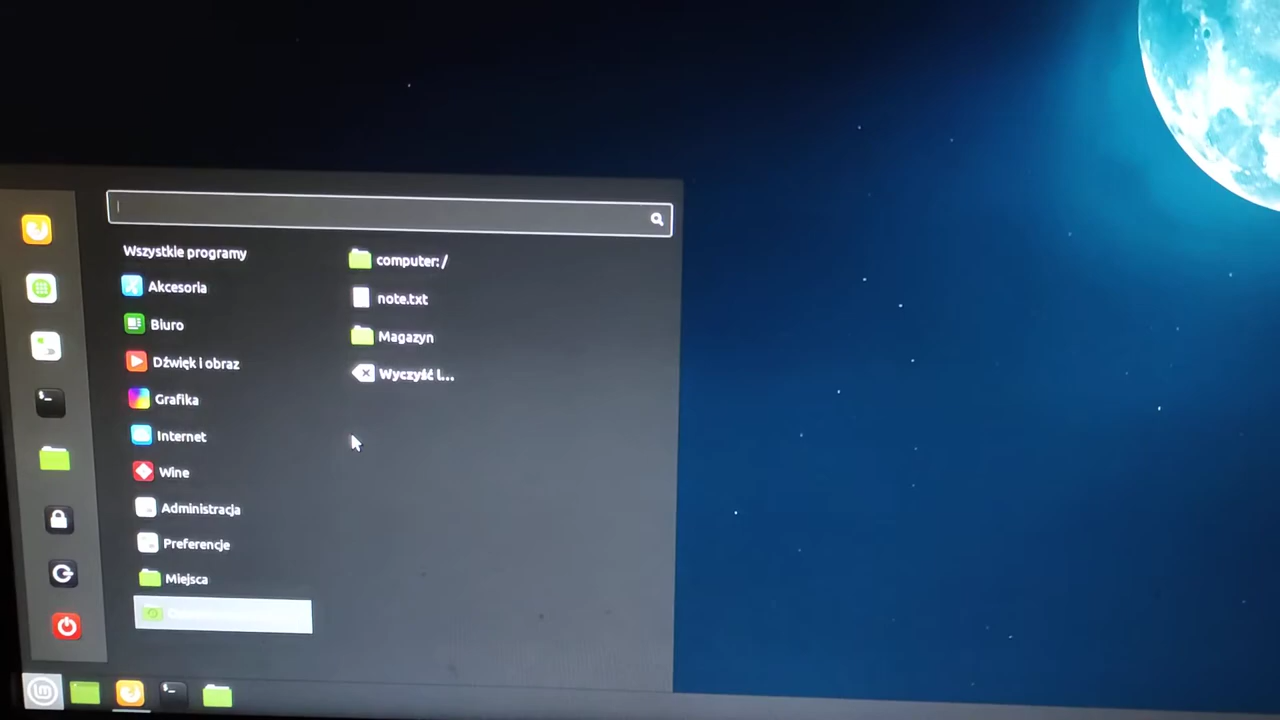 Wszystkie programy
Akcesoria
Biuro
Dźwięk i obraz
Grafika
Internet
Wine
Administracja
Preferencje
Miejsca
computer: /
note.txt
Magazyn
Wyczyść l...